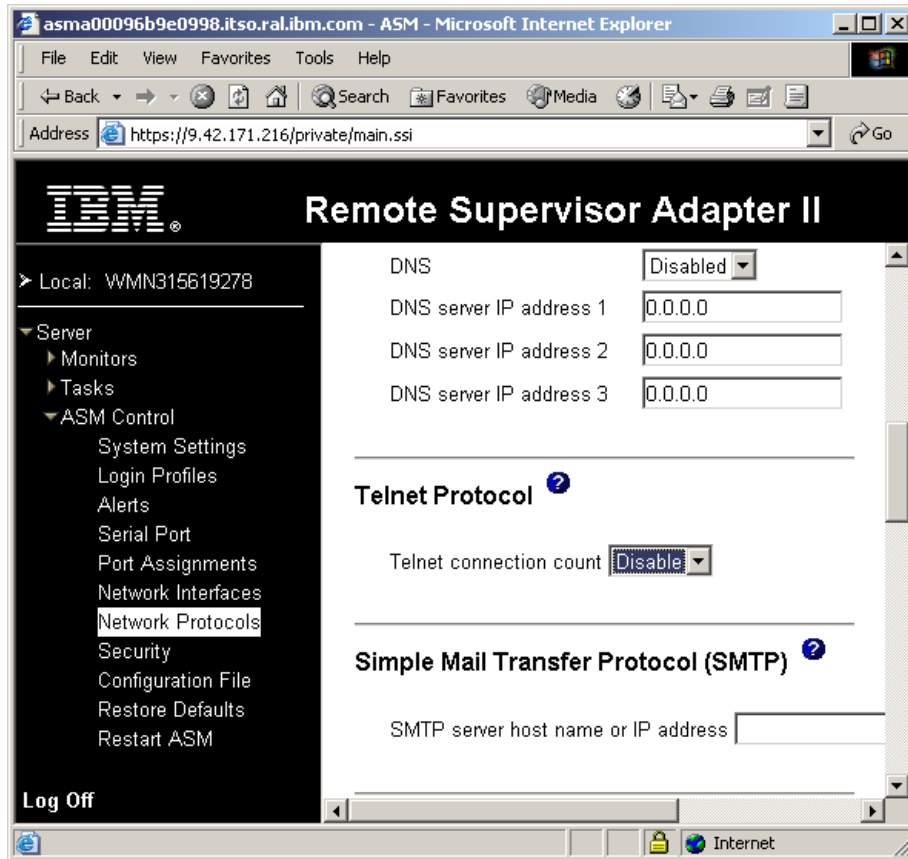 asma00096b9e0998.itso.ral.ibm.com - ASM - Microsoft Internet Explorer
File Edit View Favorites Tools Help
Back Search Favorites Media
Address https://9.42.171.216/private/main.ssi Go
IBM® Remote Supervisor Adapter II
Local: WMN315619278
Server
Monitors
Tasks
ASM Control
System Settings
Login Profiles
Alerts
Serial Port
Port Assignments
Network Interfaces
Network Protocols
Security
Configuration File
Restore Defaults
Restart ASM
Log Off
DNS Disabled
DNS server IP address 1 0.0.0.0
DNS server IP address 2 0.0.0.0
DNS server IP address 3 0.0.0.0
Telnet Protocol ?
Telnet connection count Disable
Simple Mail Transfer Protocol (SMTP) ?
SMTP server host name or IP address
Internet